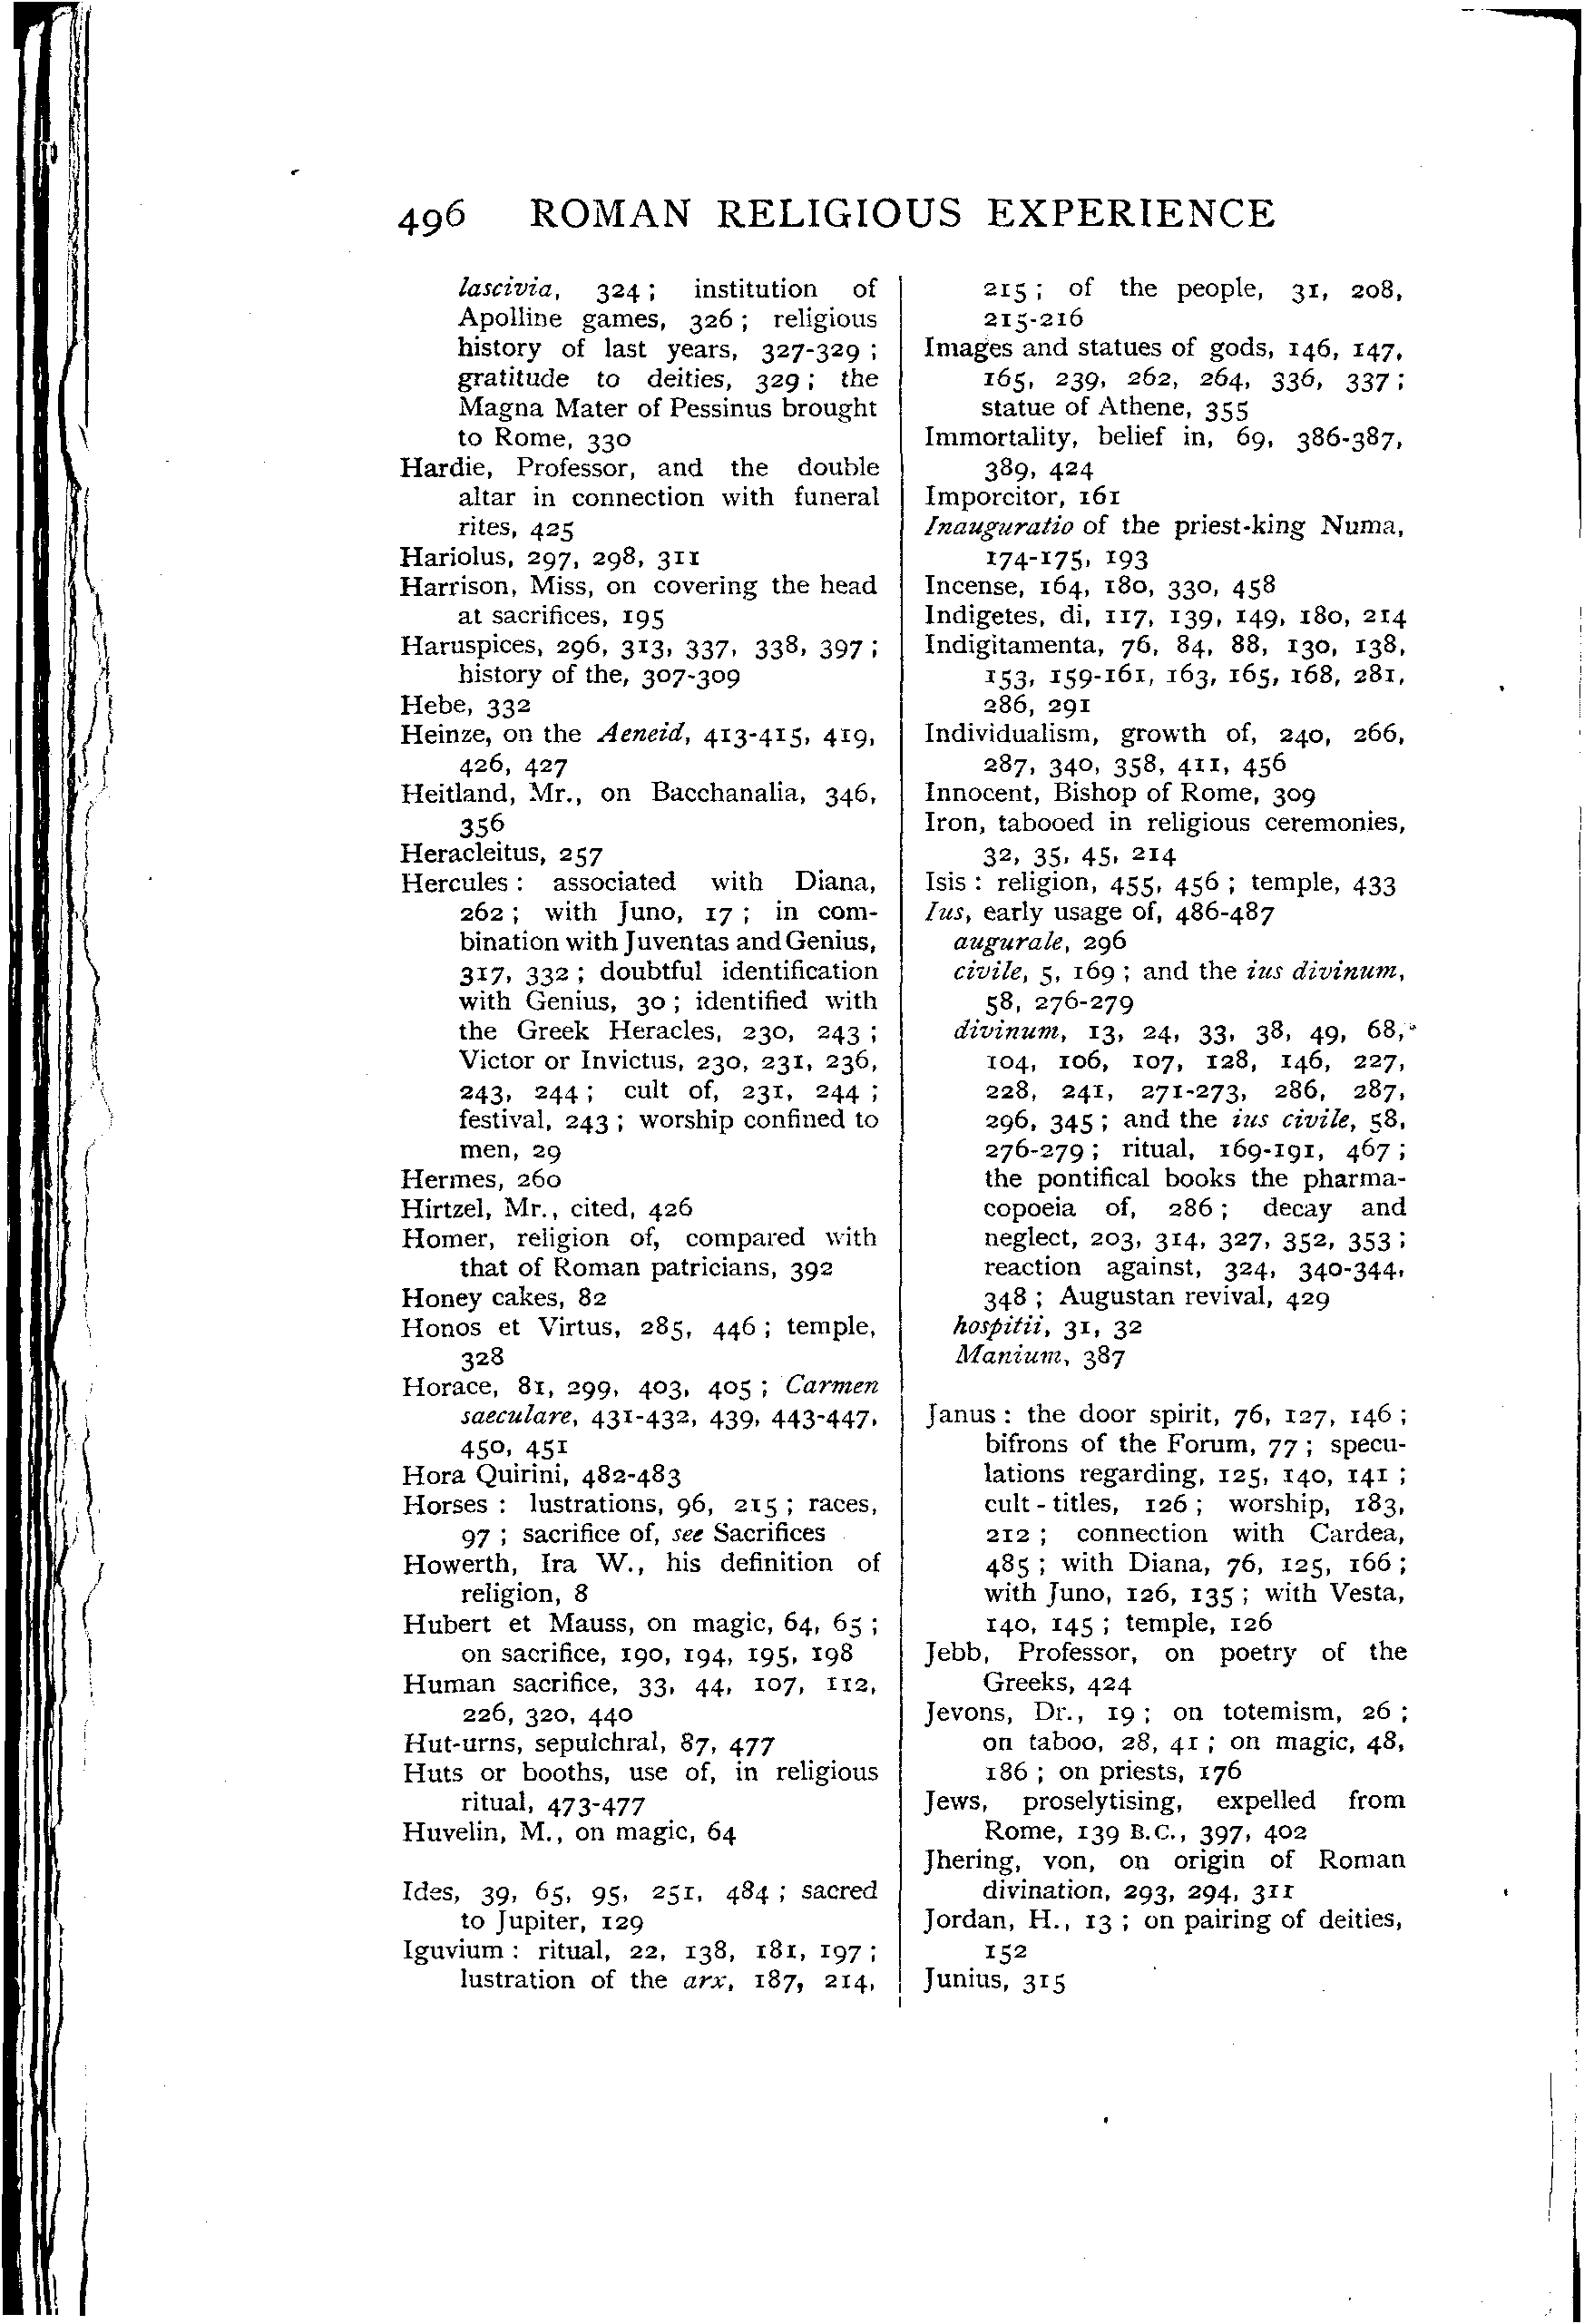 496 ROMAN RELIGIOUS EXPERIENCE
lascivia, 324; institution of
Apolline games, 326; religious
history of last years, 327-329;
gratitude to deities, 329; the
Magna Mater of Pessinus brought
to Rome, 330
Hardie, Professor, and the double
altar in connection with funeral
rites, 425
Hariolus, 297, 298, 311
Harrison, Miss, on covering the head
at sacrifices, 195
Haruspices, 296, 313, 337, 338, 397;
history of the, 307-309
Hebe, 332
Heinze, on the Aeneid, 413-415, 419,
426, 427
Heitland, Mr., on Bacchanalia, 346,
356
Heracleitus, 257
Hercules: associated with Diana,
262; with Juno, 17; in com-
bination with Juventas and Genius,
317, 332; doubtful identification
with Genius, 30; identified with
the Greek Heracles, 230, 243;
Victor or Invictus, 230, 231, 236,
243, 244; cult of, 231, 244;
festival, 243; worship confined to
men, 29
Hermes, 260
Hirtzel, Mr., cited, 426
Homer, religion of, compared with
that of Roman patricians, 392
Honey cakes, 82
Honos et Virtus, 285, 446; temple,
328
Horace, 81, 299, 403, 405; Carmen
saeculare, 431-432, 439, 443-447,
450, 451
Hora Quirini, 482-483
Horses: lustrations, 96, 215; races,
97; sacrifice of, see Sacrifices
Howerth, Ira W., his definition of
religion, 8
Hubert et Mauss, on magic, 64, 65;
on sacrifice, 190, 194, 195, 198
Human sacrifice, 33, 44, 107, 112,
226, 320, 440
Hut-urns, sepulchral, 87, 477
Huts or booths, use of, in religious
ritual, 473-477
Huvelin, M., on magic, 64
Ides, 39, 65, 95, 251, 484; sacred
to Jupiter, 129
Iguvium: ritual, 22, 138, 181, 197;
lustration of the arx, 187, 214,
215; of the people, 31, 208,
215-216
Images and statues of gods, 146, 147,
165, 239, 262, 264, 336, 337;
statue of Athene, 355
Immortality, belief in, 69, 386-387,
389, 424
Imporcitor, 161
Inauguratio of the priest-king Numa,
174-175, 193
Incense, 164, 180, 330, 458
Indigetes, di, 117, 139, 149, 180, 214
Indigitamenta, 76, 84, 88, 130, 138,
153, 159-161, 163, 165, 168, 281,
286, 291
Individualism, growth of, 240, 266,
287, 340, 358, 411, 456
Innocent, Bishop of Rome, 309
Iron, tabooed in religious ceremonies,
32, 35, 45, 214
Isis: religion, 455, 456; temple, 433
Ius, early usage of, 486-487
augurale, 296
civile, 5, 169; and the ius divinum,
58, 276-279
divinum, 13, 24, 33, 38, 49, 68,
104, 106, 107, 128, 146, 227,
228, 241, 271-273, 286, 287,
296, 345; and the ius civile, 58,
276-279; ritual, 169-191, 467;
the pontifical books the pharma-
copoeia of, 286; decay and
neglect, 203, 314, 327, 352, 353;
reaction against, 324, 340-344,
348; Augustan revival, 429
hospitii, 31, 32
Manium, 387
Janus: the door spirit, 76, 127, 146;
bifrons of the Forum, 77; specu-
lations regarding, 125, 140, 141;
cult-titles, 126; worship, 183,
212; connection with Cardea,
485; with Diana, 76, 125, 166;
with Juno, 126, 135; with Vesta,
140, 145; temple, 126
Jebb, Professor, on poetry of the
Greeks, 424
Jevons, Dr., 19; on totemism, 26;
on taboo, 28, 41; on magic, 48,
186; on priests, 176
Jews, proselytising, expelled from
Rome, 139 B.C., 397, 402
Jhering, von, on origin of Roman
divination, 293, 294, 311
Jordan, H., 13; on pairing of deities,
152
Junius, 315